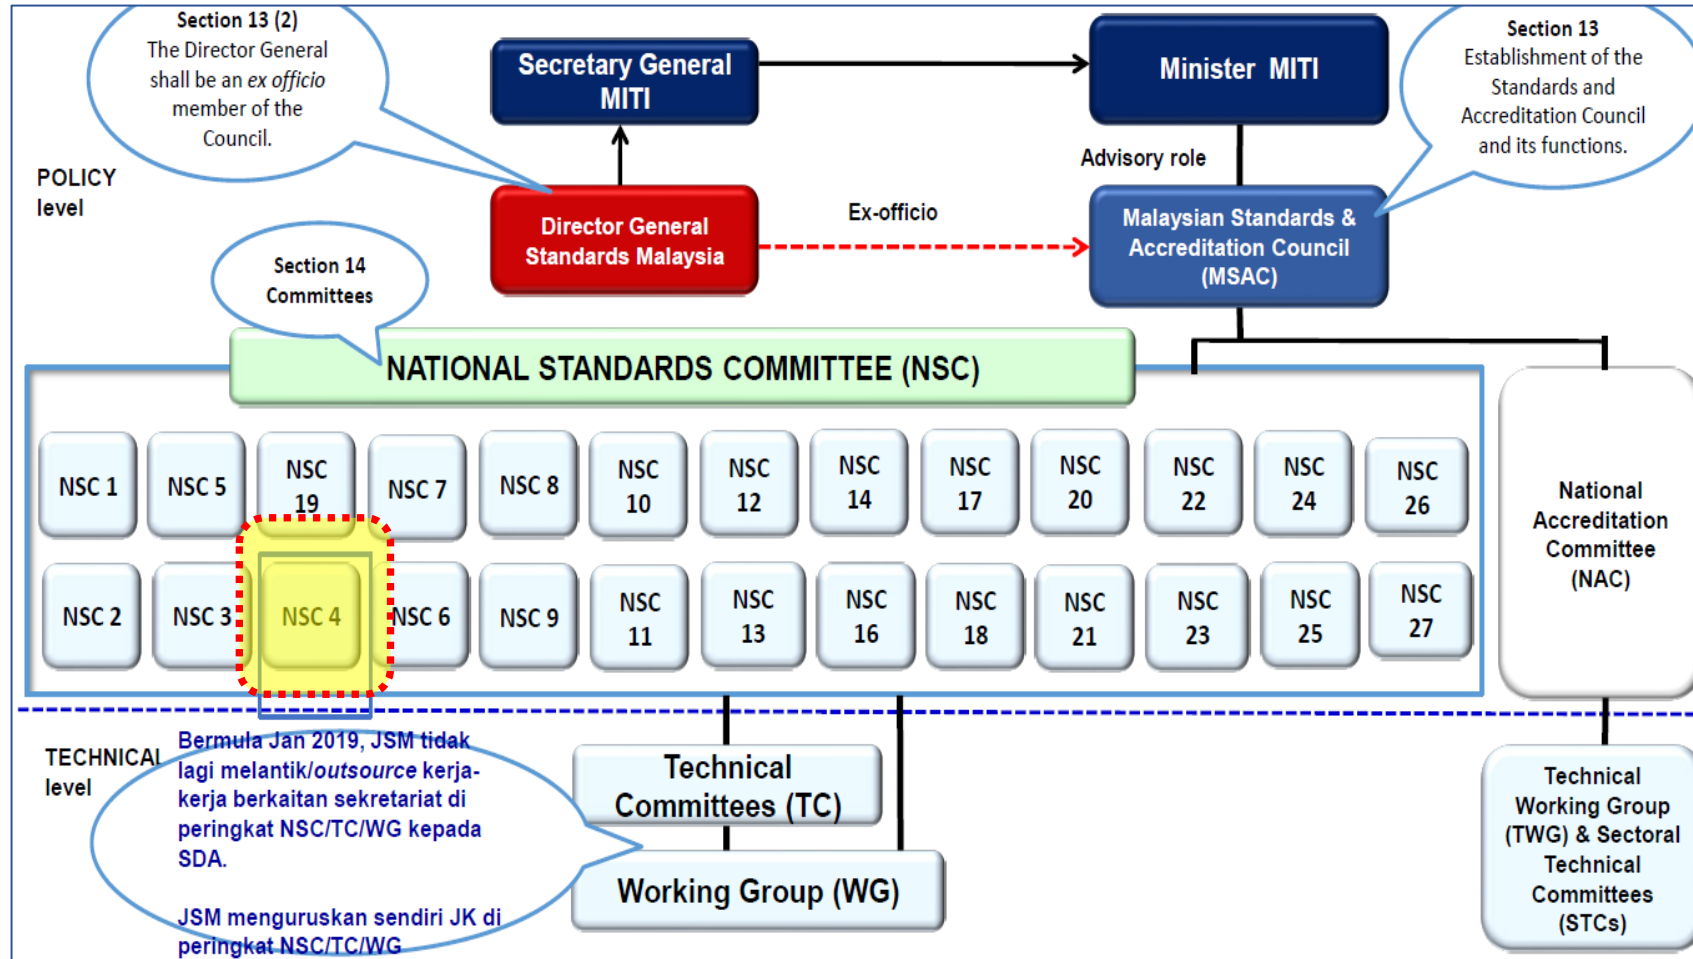 Section 13 (2)
The Director General
shall be an ex officio
member of the
Council.
Secretary General
MITI
Minister MITI
Section 13
Establishment of the
Standards and
Accreditation Council
and its functions.
POLICY
level
Advisory role
Director General
Standards Malaysia
Ex-officio
Malaysian Standards &
Accreditation Council
(MSAC)
Section 14
Committees
NATIONAL STANDARDS COMMITTEE (NSC)
NSC 1
NSC 5
NSC
19
NSC 7
NSC 8
NSC
10
NSC
12
NSC
14
NSC
17
NSC
20
NSC
22
NSC
24
NSC
26
NSC 2
NSC 3
NSC 4
NSC 6
NSC 9
NSC
11
NSC
13
NSC
16
NSC
18
NSC
21
NSC
23
NSC
25
NSC
27
National
Accreditation
Committee
(NAC)
TECHNICAL
level
Bermula Jan 2019, JSM tidak
lagi melantik/outsource kerja-
kerja berkaitan sekretariat di
peringkat NSC/TC/WG kepada
SDA.
JSM menguruskan sendiri JK di
peringkat NSC/TC/WG
Technical
Committees (TC)
Working Group (WG)
Technical
Working Group
(TWG) & Sectoral
Technical
Committees
(STCs)